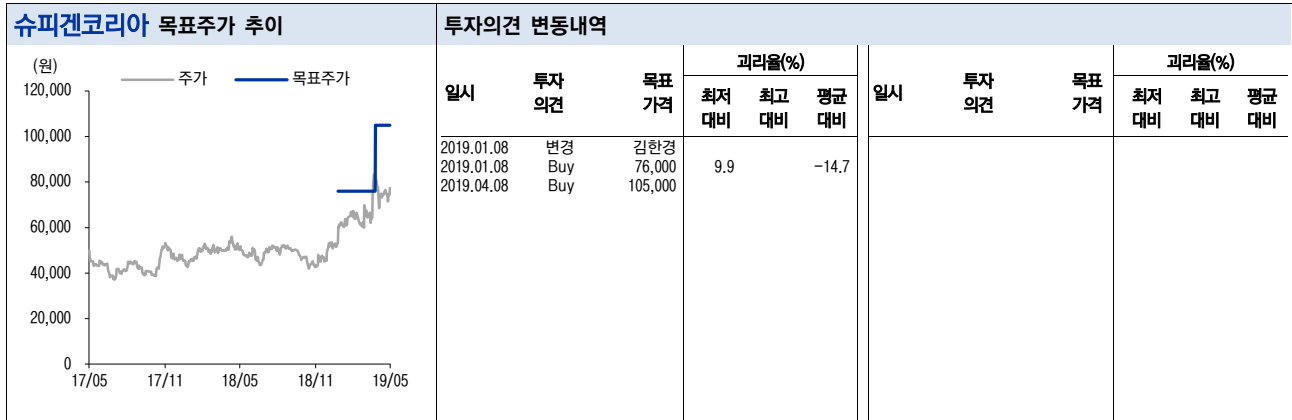 슈피겐코리아 목표주가 추이
(원)
주가 목표주가
120,000
100,000
80,000
60,000
40,000
20,000
0
17/05 17/11 18/05 18/11 19/05
투자의견 변동내역
일시 투자의견 목표가격 괴리율(%)
최저대비 최고대비 평균대비
2019.01.08 변경 김한경
2019.01.08 Buy 76,000 9.9 -14.7
2019.04.08 Buy 105,000
일시 투자의견 목표가격 괴리율(%)
최저대비 최고대비 평균대비